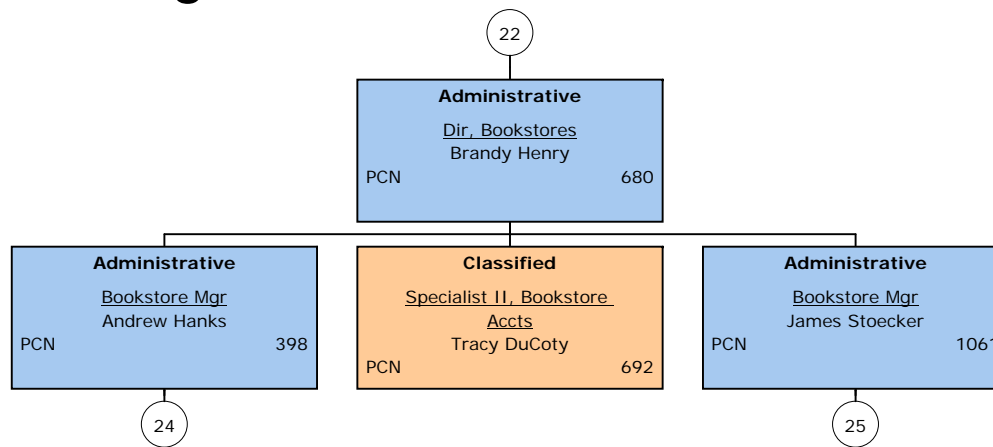 22
Administrative
Dir, Bookstores
Brandy Henry
PCN 680
Administrative
Bookstore Mgr
Andrew Hanks
PCN 398
Classified
Specialist II, Bookstore
Accts
Tracy DuCoty
PCN 692
Administrative
Bookstore Mgr
James Stoecker
PCN 1061
24
25